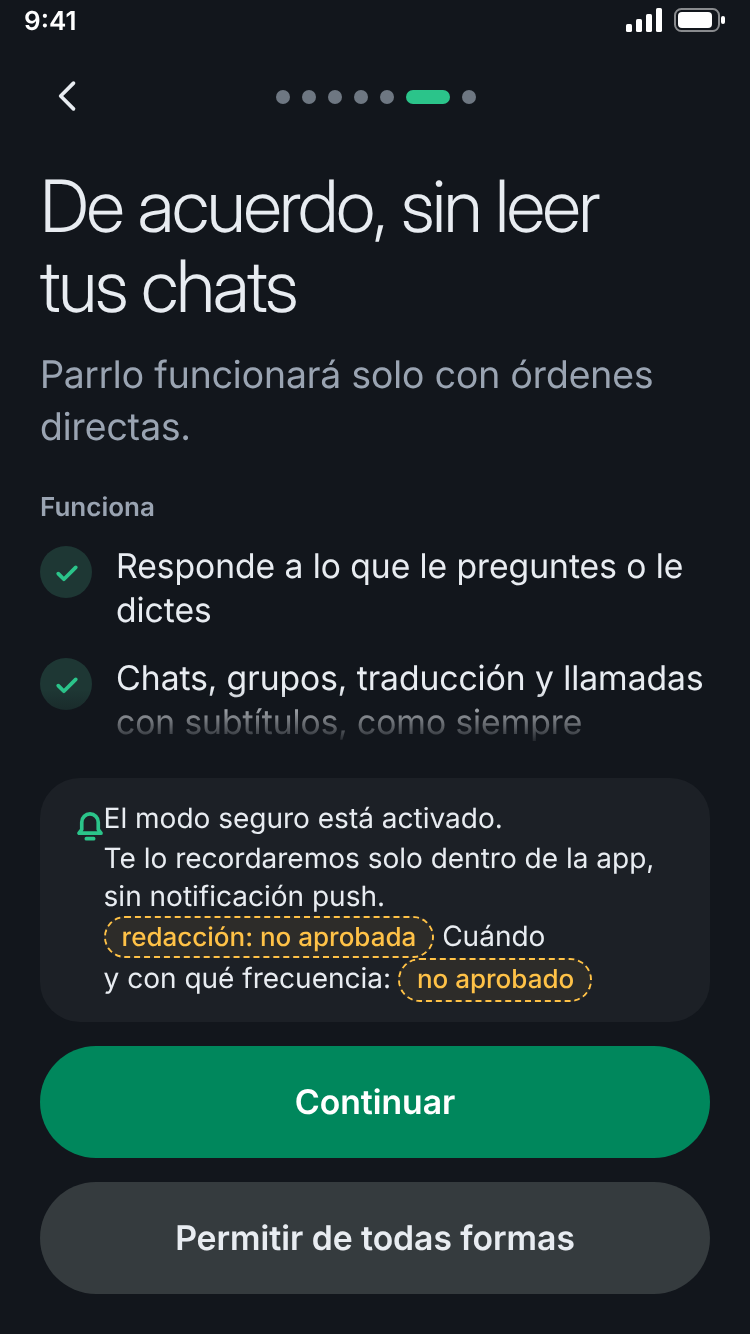 9:41
De acuerdo, sin leer
tus chats
Parrlo funcionará solo con órdenes
directas.
Funciona
Responde a lo que le preguntes o le
dictes
Chats, grupos, traducción y llamadas
con subtítulos, como siempre
El modo seguro está activado.
Te lo recordaremos solo dentro de la app,
sin notificación push.
redacción: no aprobada Cuándo
y con qué frecuencia: no aprobado
Continuar
Permitir de todas formas